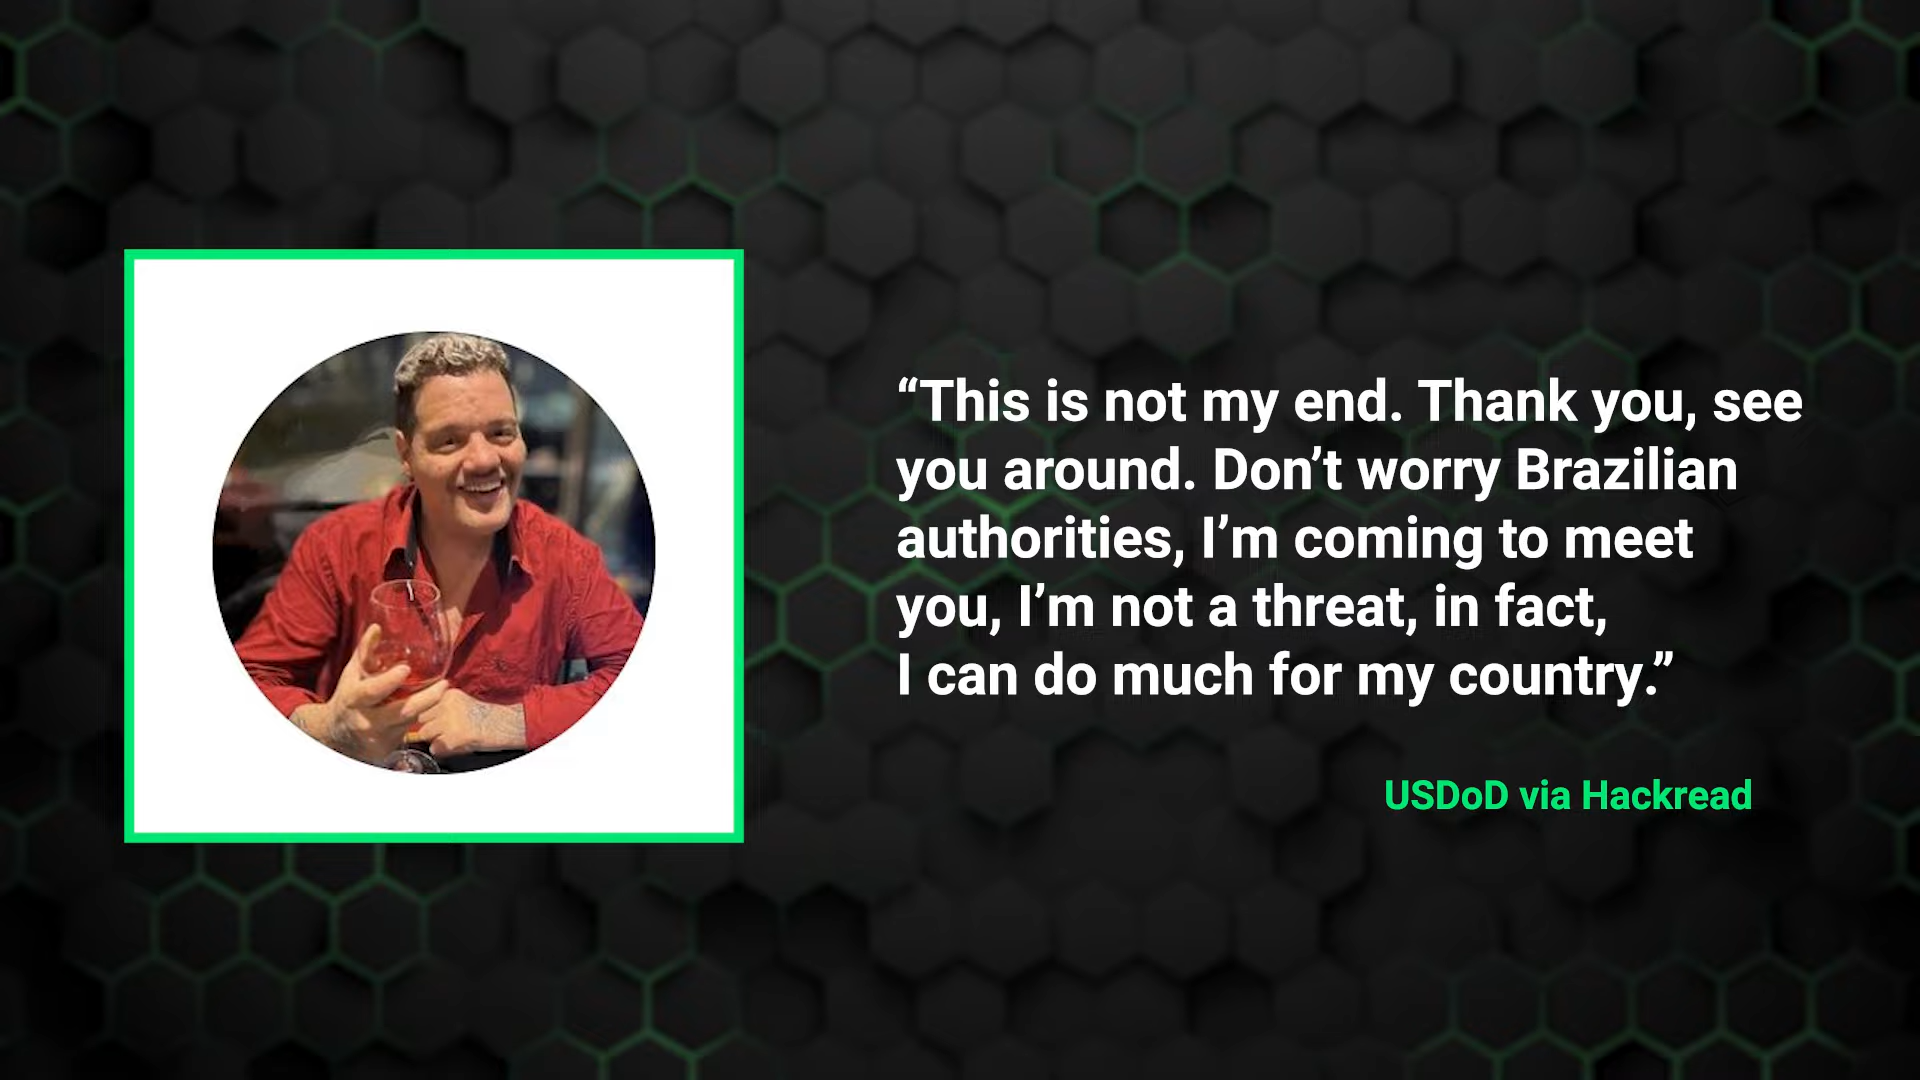 “This is not my end. Thank you, see
you around. Don’t worry Brazilian
authorities, I’m coming to meet
you, I’m not a threat, in fact,
I can do much for my country.”
USDoD via Hackread